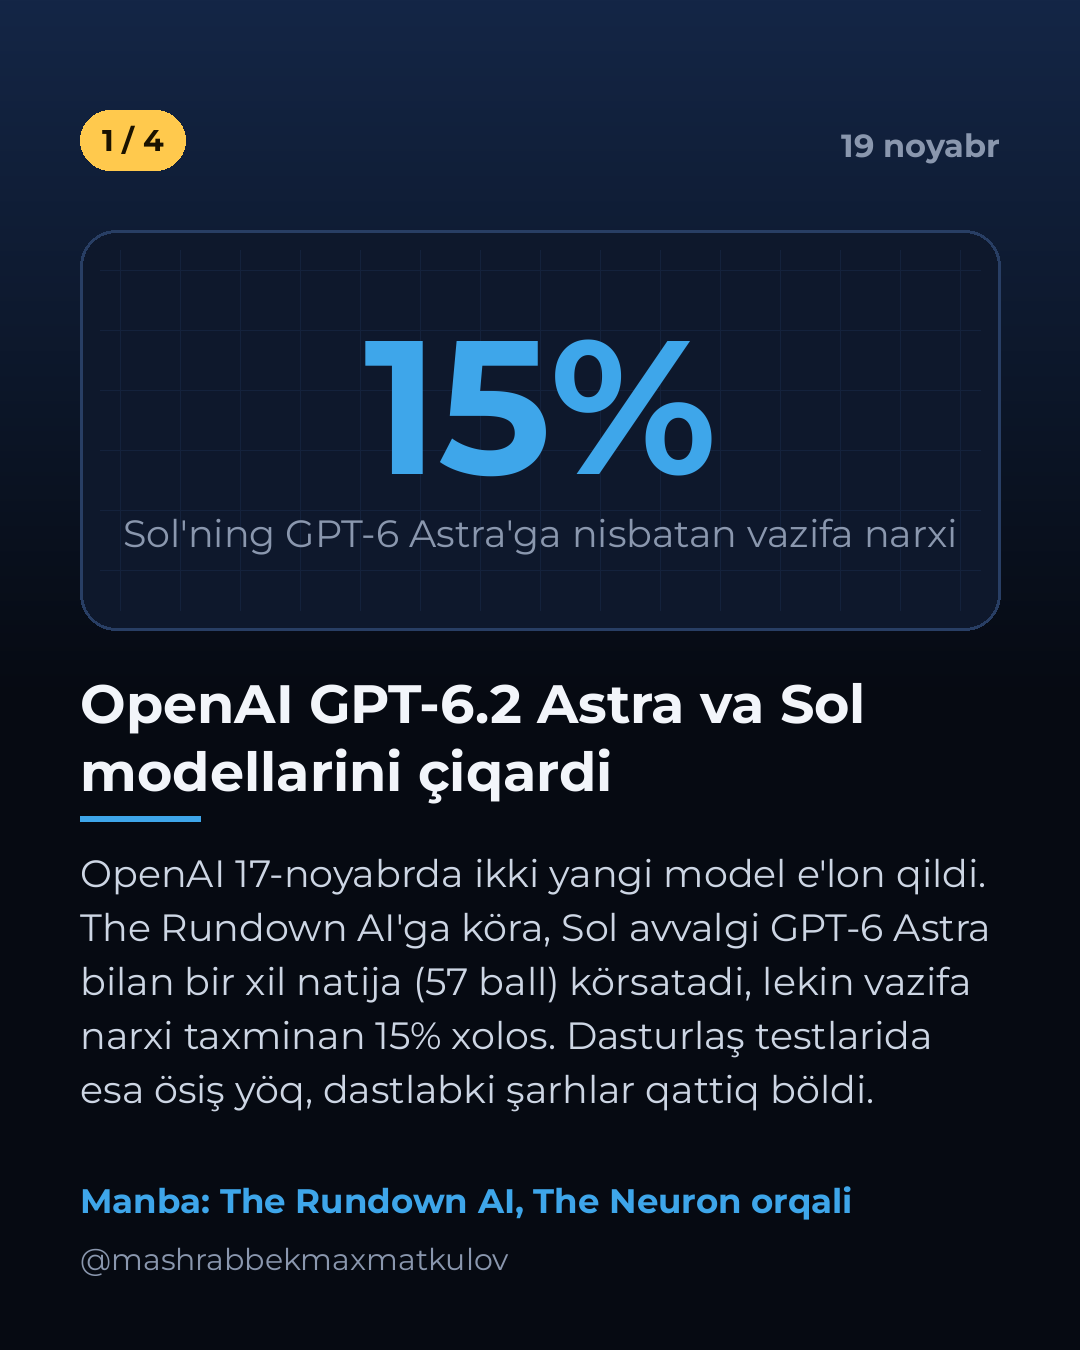 1 / 4
19 noyabr
15%
Sol'ning GPT-6 Astra'ga nisbatan vazifa narxi
OpenAI GPT-6.2 Astra va Sol
modellarini çiqardi
OpenAI 17-noyabrda ikki yangi model e'lon qildi.
The Rundown AI'ga köra, Sol avvalgi GPT-6 Astra
bilan bir xil natija (57 ball) körsatadi, lekin vazifa
narxi taxminan 15% xolos. Dasturlaş testlarida
esa ösiş yöq, dastlabki şarhlar qattiq böldi.
Manba: The Rundown AI, The Neuron orqali
@mashrabbekmaxmatkulov